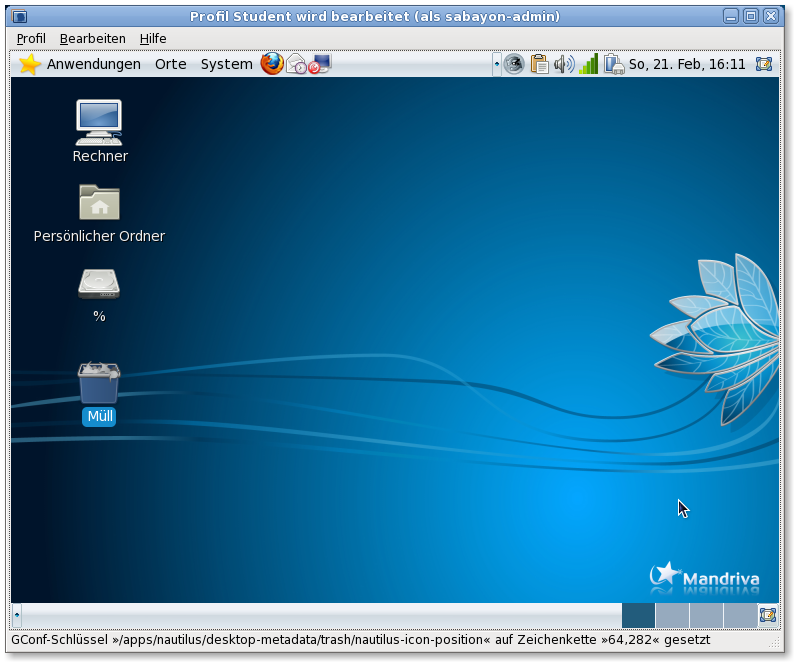 Profil Student wird bearbeitet (als sabayon-admin)
Profil Bearbeiten Hilfe
Anwendungen Orte System So, 21. Feb, 16:11
Rechner
Persönlicher Ordner
%
Müll
Mandriva
GConf-Schlüssel »/apps/nautilus/desktop-metadata/trash/nautilus-icon-position« auf Zeichenkette »64,282« gesetzt